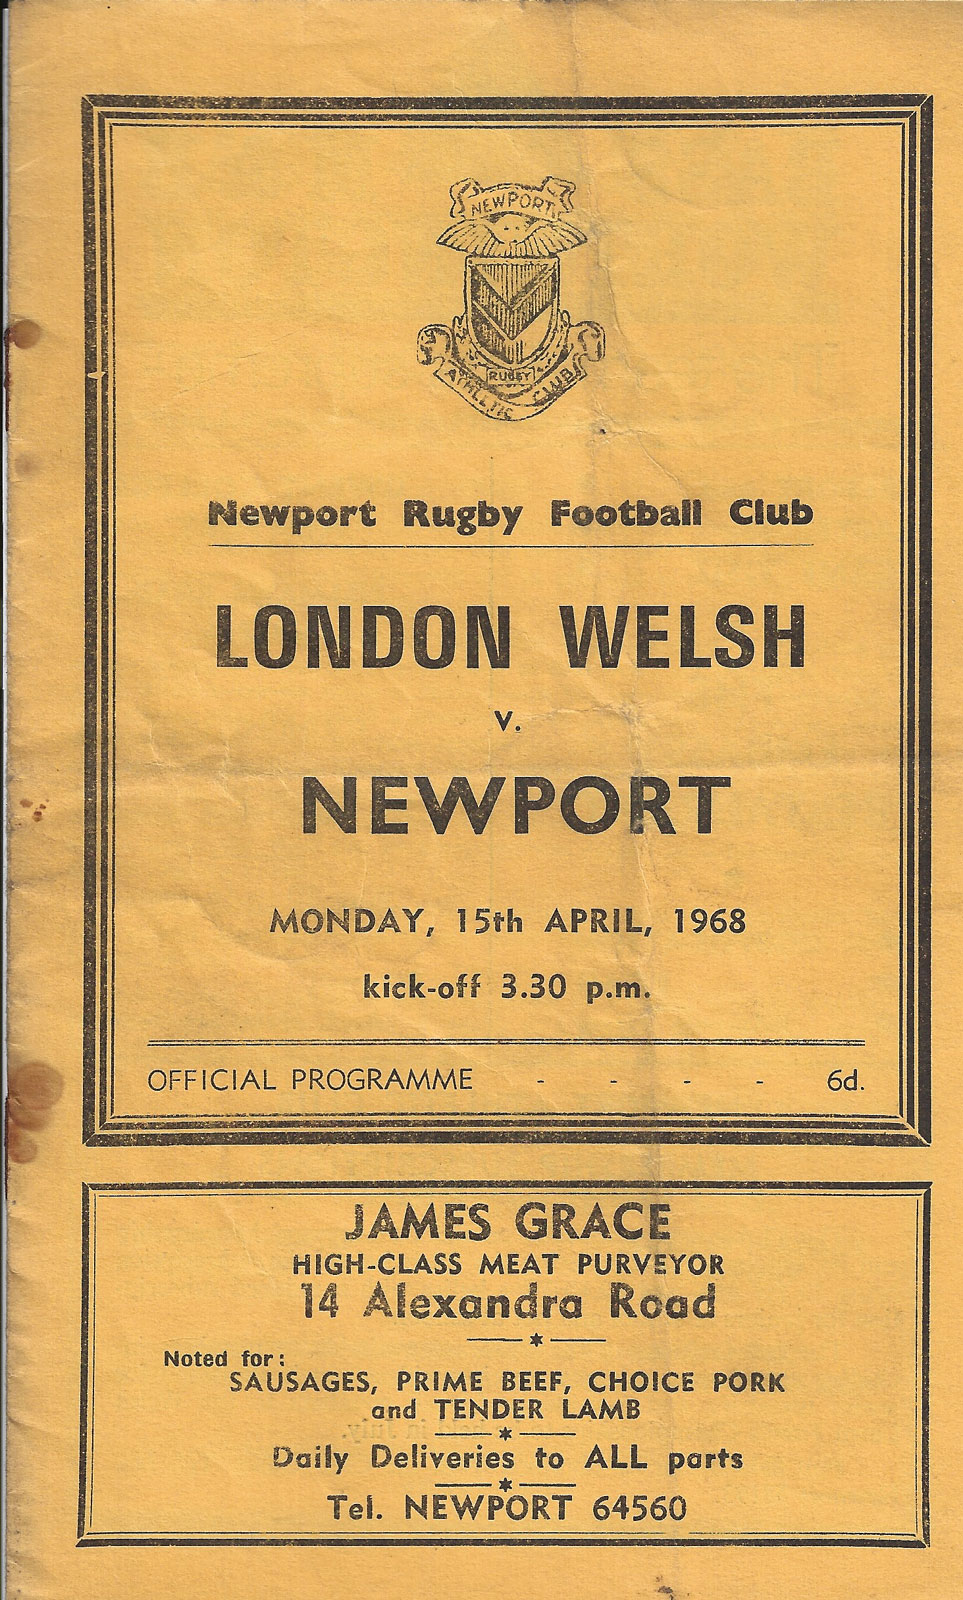 NEWPORT
RUGBY
ATHLETIC CLUB
Newport Rugby Football Club
LONDON WELSH
v.
NEWPORT
MONDAY, 15th APRIL, 1968
kick-off 3.30 p.m.
OFFICIAL PROGRAMME - - - - 6d.
JAMES GRACE
HIGH-CLASS MEAT PURVEYOR
14 Alexandra Road
Noted for:
SAUSAGES, PRIME BEEF, CHOICE PORK
and TENDER LAMB
Daily Deliveries to ALL parts
Tel. NEWPORT 64560